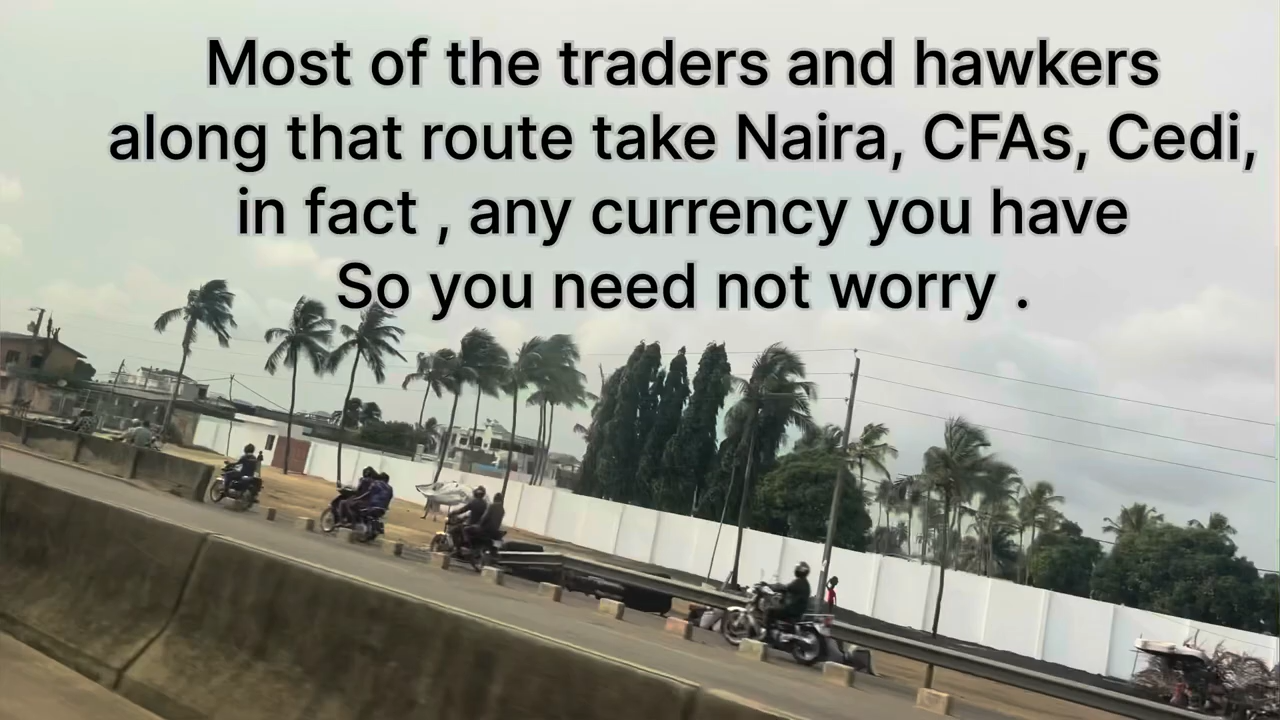 Most of the traders and hawkers
along that route take Naira, CFAs, Cedi,
in fact , any currency you have
So you need not worry .